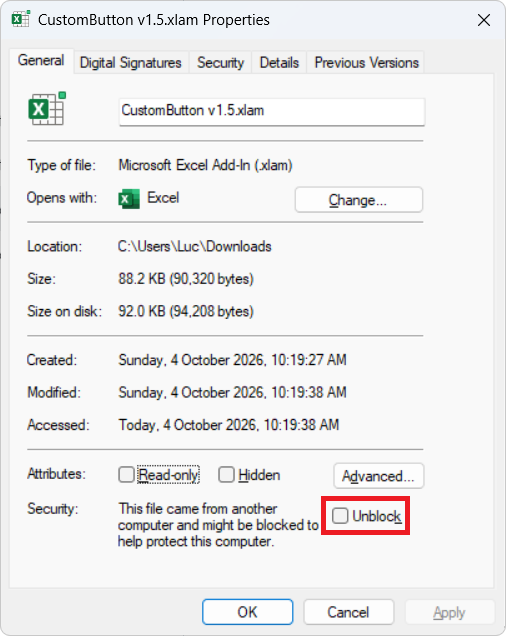 CustomButton v1.5.xlam Properties
General Digital Signatures Security Details Previous Versions
CustomButton v1.5.xlam
Type of file: Microsoft Excel Add-In (.xlam)
Opens with: Excel Change...
Location: C:\Users\Luc\Downloads
Size: 88.2 KB (90,320 bytes)
Size on disk: 92.0 KB (94,208 bytes)
Created: Sunday, 4 October 2026, 10:19:27 AM
Modified: Sunday, 4 October 2026, 10:19:38 AM
Accessed: Today, 4 October 2026, 10:19:38 AM
Attributes: Read-only Hidden Advanced...
Security: This file came from another
computer and might be blocked to Unblock
help protect this computer.
OK Cancel Apply